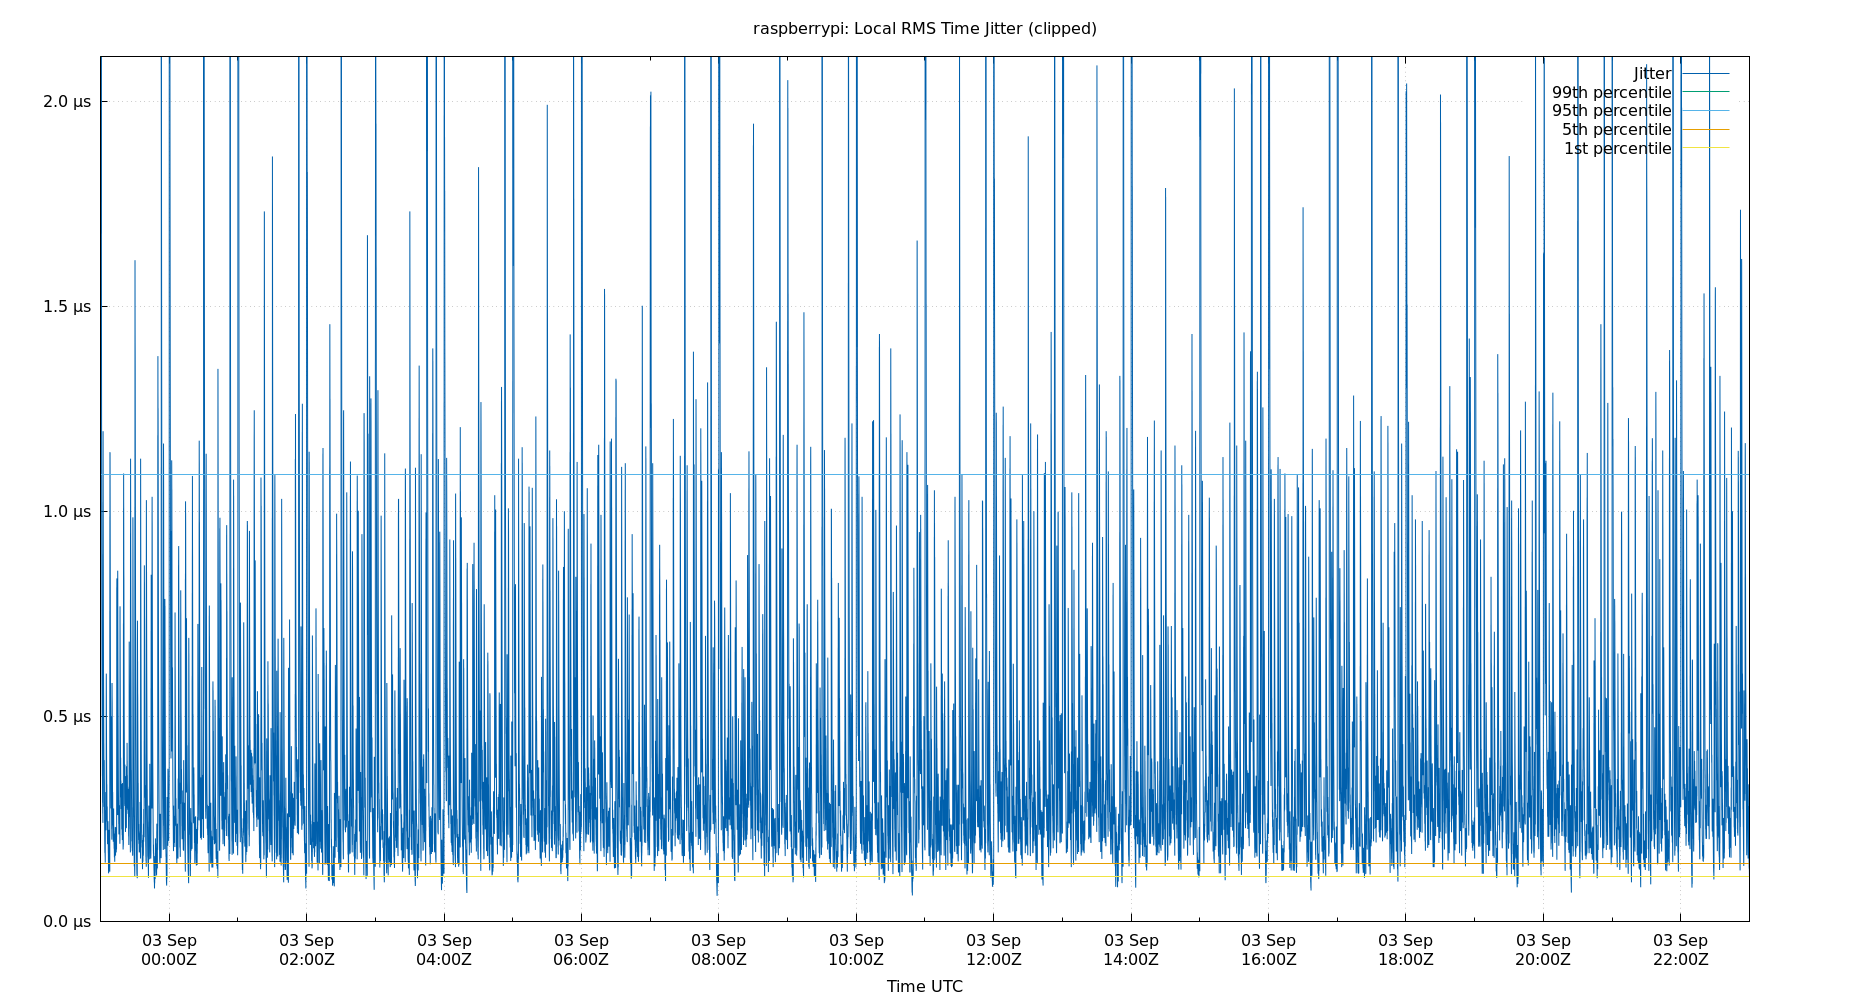 raspberrypi: Local RMS Time Jitter (clipped)
Jitter
99th percentile
95th percentile
5th percentile
1st percentile
2.0 µs
1.5 µs
1.0 µs
0.5 µs
0.0 µs
03 Sep 03 Sep 03 Sep 03 Sep 03 Sep 03 Sep 03 Sep 03 Sep 03 Sep 03 Sep 03 Sep 03 Sep
00:00Z 02:00Z 04:00Z 06:00Z 08:00Z 10:00Z 12:00Z 14:00Z 16:00Z 18:00Z 20:00Z 22:00Z
Time UTC